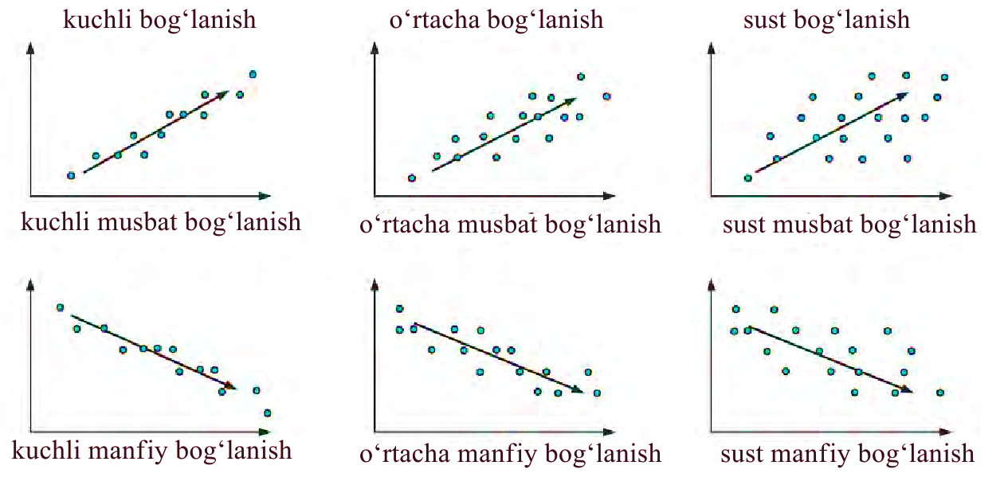 kuchli bog‘lanish
o‘rtacha bog‘lanish
sust bog‘lanish
kuchli musbat bog‘lanish
o‘rtacha musbat bog‘lanish
sust musbat bog‘lanish
kuchli manfiy bog‘lanish
o‘rtacha manfiy bog‘lanish
sust manfiy bog‘lanish